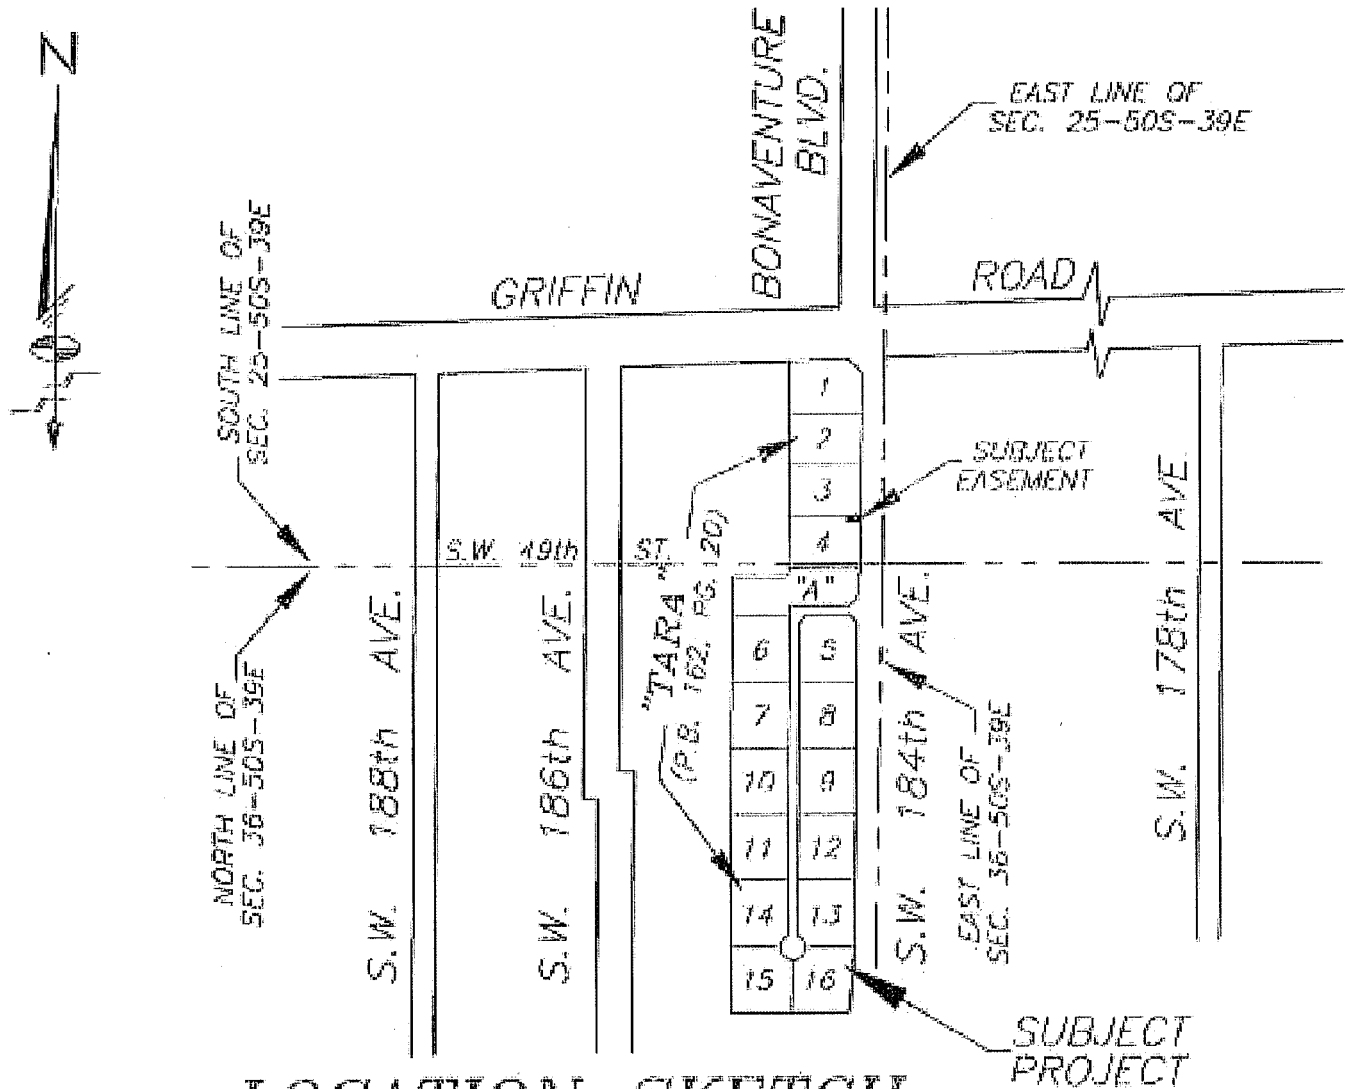 N
BONAVENTURE
BLVD.
EAST LINE OF
SEC. 25-50S-39E
SOUTH LINE OF
SEC. 25-50S-39E
GRIFFIN
ROAD
1
2
3
4
SUBJECT
EASEMENT
S.W. 49th ST.
"A"
"TARA"
(P.B. 162, PG. 120)
6
5
7
8
10
9
11
12
14
13
15
16
NORTH LINE OF
SEC. 36-50S-39E
S.W. 188th AVE.
S.W. 186th AVE.
S.W. 184th AVE.
EAST LINE OF
SEC. 36-50S-39E
S.W. 178th AVE
SUBJECT
PROJECT
LOCATION SKETCH